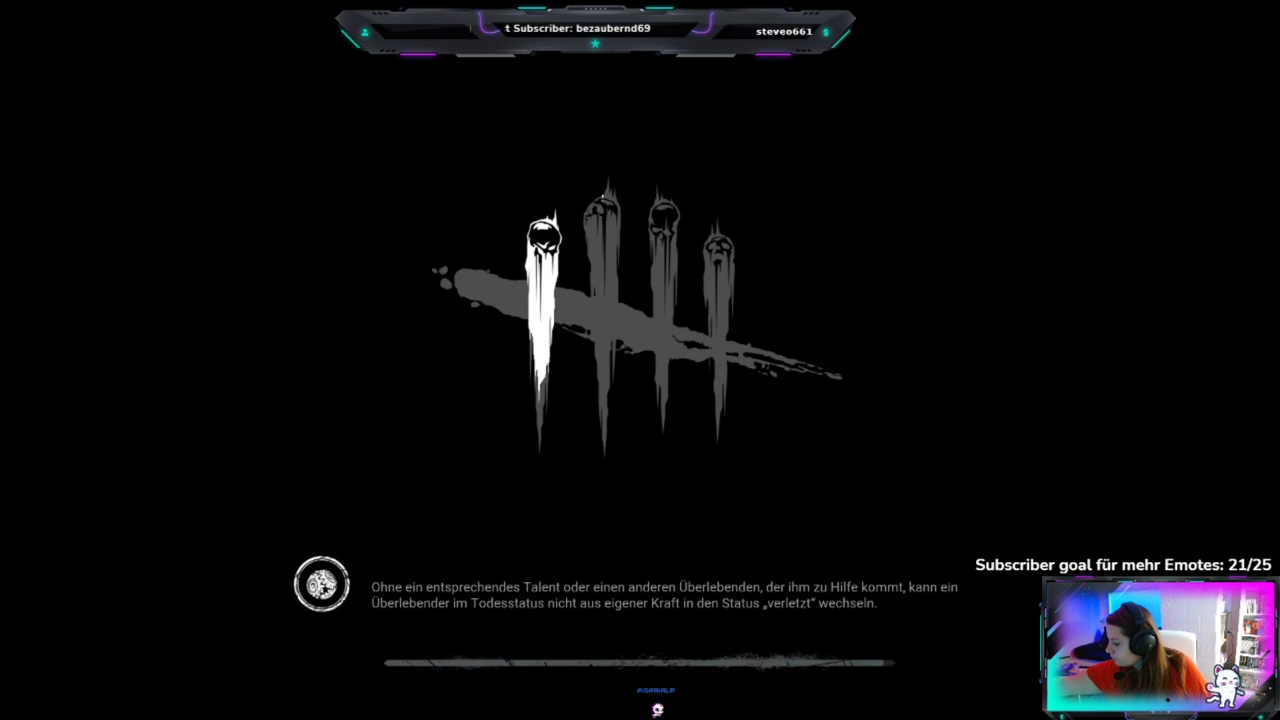 t Subscriber: bezaubernd69
steveo661
Ohne ein entsprechendes Talent oder einen anderen Überlebenden, der ihm zu Hilfe kommt, kann ein
Überlebender im Todesstatus nicht aus eigener Kraft in den Status „verletzt“ wechseln.
Subscriber goal für mehr Emotes: 21/25